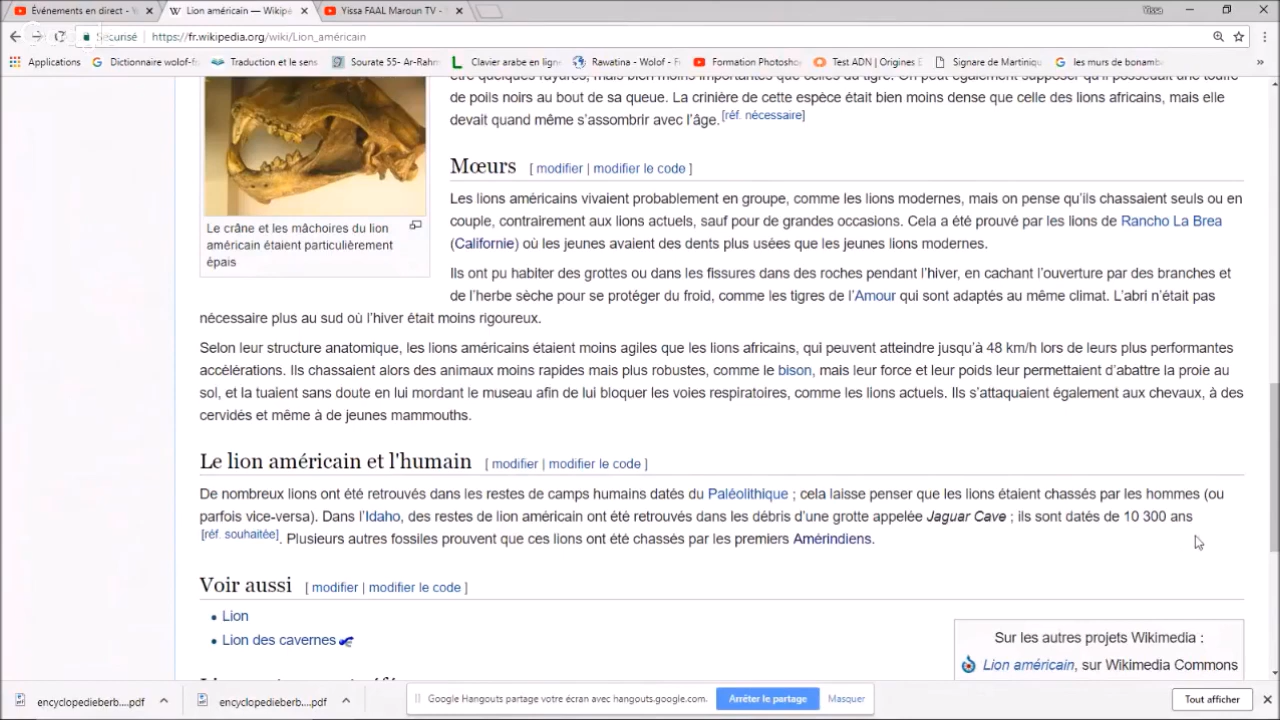 Événements en direct -
Lion américain — Wikipé
Yissa FAAL Maroun TV -
Yissa
Sécurisé
https://fr.wikipedia.org/wiki/Lion_américain
Applications
Dictionnaire wolof-fr
Traduction et le sens
Sourate 55- Ar-Rahm
Clavier arabe en ligne
Rawatina - Wolof - Fr
Formation Photoshop
Test ADN | Origines E
Signare de Martiniqu
les murs de bonamb
»
être quelques rayures, mais bien moins importantes que celles du tigre. On peut également supposer qu'il possédait une touffe
de poils noirs au bout de sa queue. La crinière de cette espèce était bien moins dense que celle des lions africains, mais elle
devait quand même s'assombrir avec l'âge. [réf. nécessaire]
Le crâne et les mâchoires du lion
américain étaient particulièrement
épais
Mœurs [ modifier | modifier le code ]
Les lions américains vivaient probablement en groupe, comme les lions modernes, mais on pense qu'ils chassaient seuls ou en
couple, contrairement aux lions actuels, sauf pour de grandes occasions. Cela a été prouvé par les lions de Rancho La Brea
(Californie) où les jeunes avaient des dents plus usées que les jeunes lions modernes.
Ils ont pu habiter des grottes ou dans les fissures dans des roches pendant l'hiver, en cachant l'ouverture par des branches et
de l'herbe sèche pour se protéger du froid, comme les tigres de l'Amour qui sont adaptés au même climat. L'abri n'était pas
nécessaire plus au sud où l'hiver était moins rigoureux.
Selon leur structure anatomique, les lions américains étaient moins agiles que les lions africains, qui peuvent atteindre jusqu'à 48 km/h lors de leurs plus performantes
accélérations. Ils chassaient alors des animaux moins rapides mais plus robustes, comme le bison, mais leur force et leur poids leur permettaient d'abattre la proie au
sol, et la tuaient sans doute en lui mordant le museau afin de lui bloquer les voies respiratoires, comme les lions actuels. Ils s'attaquaient également aux chevaux, à des
cervidés et même à de jeunes mammouths.
Le lion américain et l'humain [ modifier | modifier le code ]
De nombreux lions ont été retrouvés dans les restes de camps humains datés du Paléolithique ; cela laisse penser que les lions étaient chassés par les hommes (ou
parfois vice-versa). Dans l'Idaho, des restes de lion américain ont été retrouvés dans les débris d'une grotte appelée Jaguar Cave ; ils sont datés de 10 300 ans
[réf. souhaitée]. Plusieurs autres fossiles prouvent que ces lions ont été chassés par les premiers Amérindiens.
Voir aussi [ modifier | modifier le code ]
• Lion
• Lion des cavernes
Sur les autres projets Wikimedia :
Lion américain, sur Wikimedia Commons
encyclopedieberb....pdf
encyclopedieberb....pdf
Google Hangouts partage votre écran avec hangouts.google.com.
Arrêter le partage
Masquer
Tout afficher